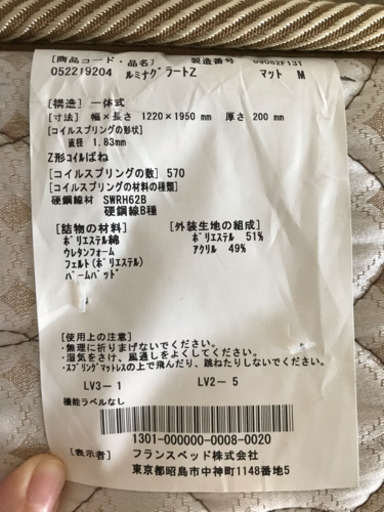 [商品コード・品名] 製造番号 09082F131
052219204 ルミナグラートZ マット M
[構造] 一体式
[寸法] 幅×長さ 1220×1950 mm 厚さ 200 mm
[コイルスプリングの形状]
直径 1.83mm
Z形コイルばね
[コイルスプリングの数] 570
[コイルスプリングの材料の種類]
硬鋼線材 SWRH62B
硬鋼線B種
[詰物の材料] [外装生地の組成]
ポリエステル綿 ポリエステル 51%
ウレタンフォーム アクリル 49%
フェルト(ポリエステル)
パームパッド
[使用上の注意]
・無理に折りまげないでください。
・湿気をさけ、風通しをよくしてください。
・スプリングマットレスの上で飛んだり、跳ねたりしないでください。
LV3-1 LV2-5
機能ラベルなし
1301-000000-0008-0020
[表示者] フランスベッド株式会社
東京都昭島市中神町1148番地5